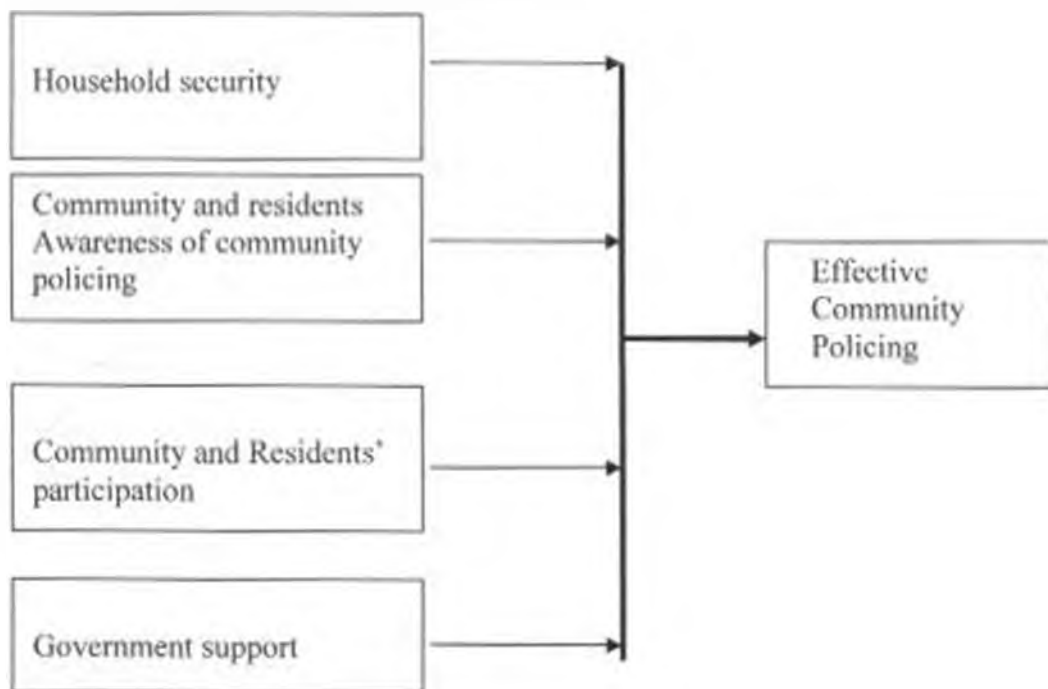 Household security
Community and residents
Awareness of community
policing
Community and Residents'
participation
Government support
Effective
Community
Policing